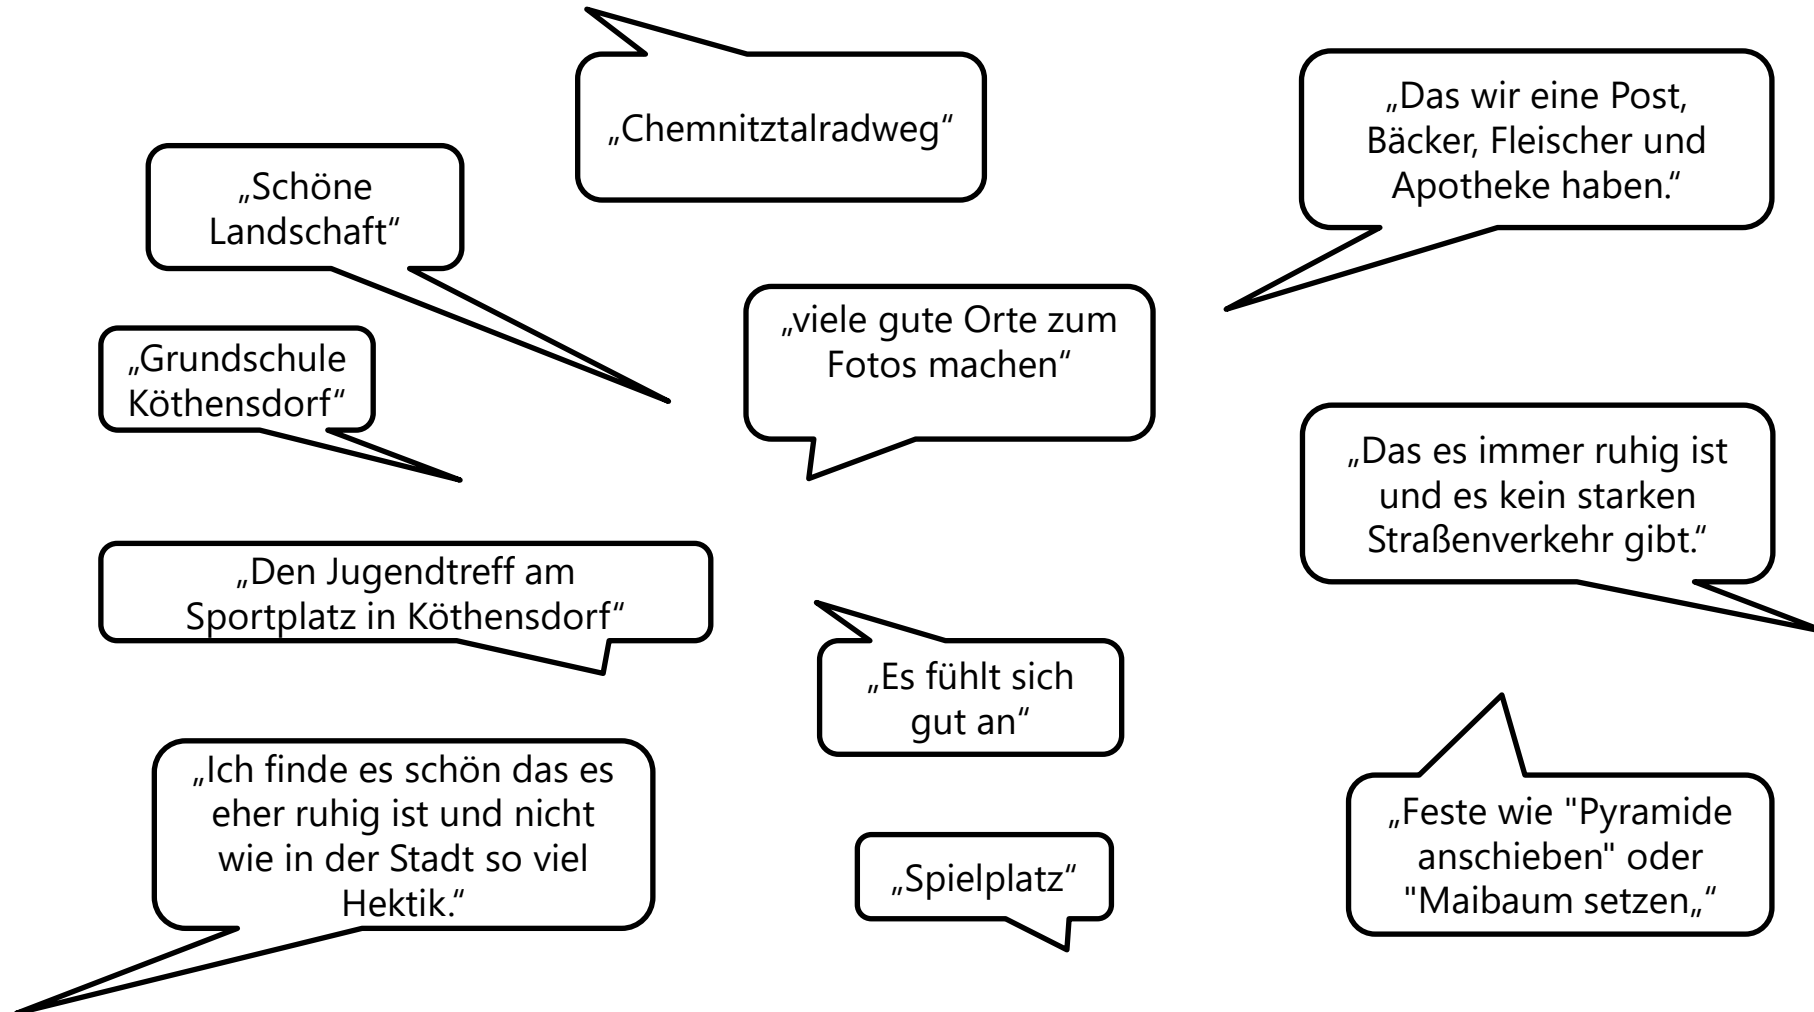 „Chemnitztalradweg“
„Das wir eine Post,
Bäcker, Fleischer und
Apotheke haben.“
„Schöne
Landschaft“
„viele gute Orte zum
Fotos machen“
„Grundschule
Köthensdorf“
„Das es immer ruhig ist
und es kein starken
Straßenverkehr gibt.“
„Den Jugendtreff am
Sportplatz in Köthensdorf“
„Es fühlt sich
gut an“
„Ich finde es schön das es
eher ruhig ist und nicht
wie in der Stadt so viel
Hektik.“
„Spielplatz“
„Feste wie "Pyramide
anschieben" oder
"Maibaum setzen„“